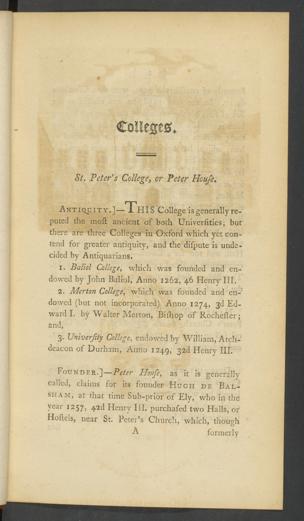 Colleges.
St. Peter's College, or Peter Houſe.
ANTIQUITY.]—THIS College is generally re-
puted the moſt ancient of both Univerſities, but
there are three Colleges in Oxford which yet con-
tend for greater antiquity, and the diſpute is unde-
cided by Antiquarians.
1. Baliol College, which was founded and en-
dowed by John Baliol, Anno 1262, 46 Henry III.
2. Merton College, which was founded and en-
dowed (but not incorporated) Anno 1274, 3d Ed-
ward I. by Walter Merton, Biſhop of Rocheſter;
and,
3. Univerſity College, endowed by William, Arch-
deacon of Durham, Anno 1249, 32d Henry III.
FOUNDER.]—Peter Houſe, as it is generally
called, claims for its founder HUGH DE BAL-
SHAM, at that time Sub-prior of Ely, who in the
year 1257, 42d Henry III. purchaſed two Halls, or
Hoſtels, near St. Peter's Church, which, though
A formerly